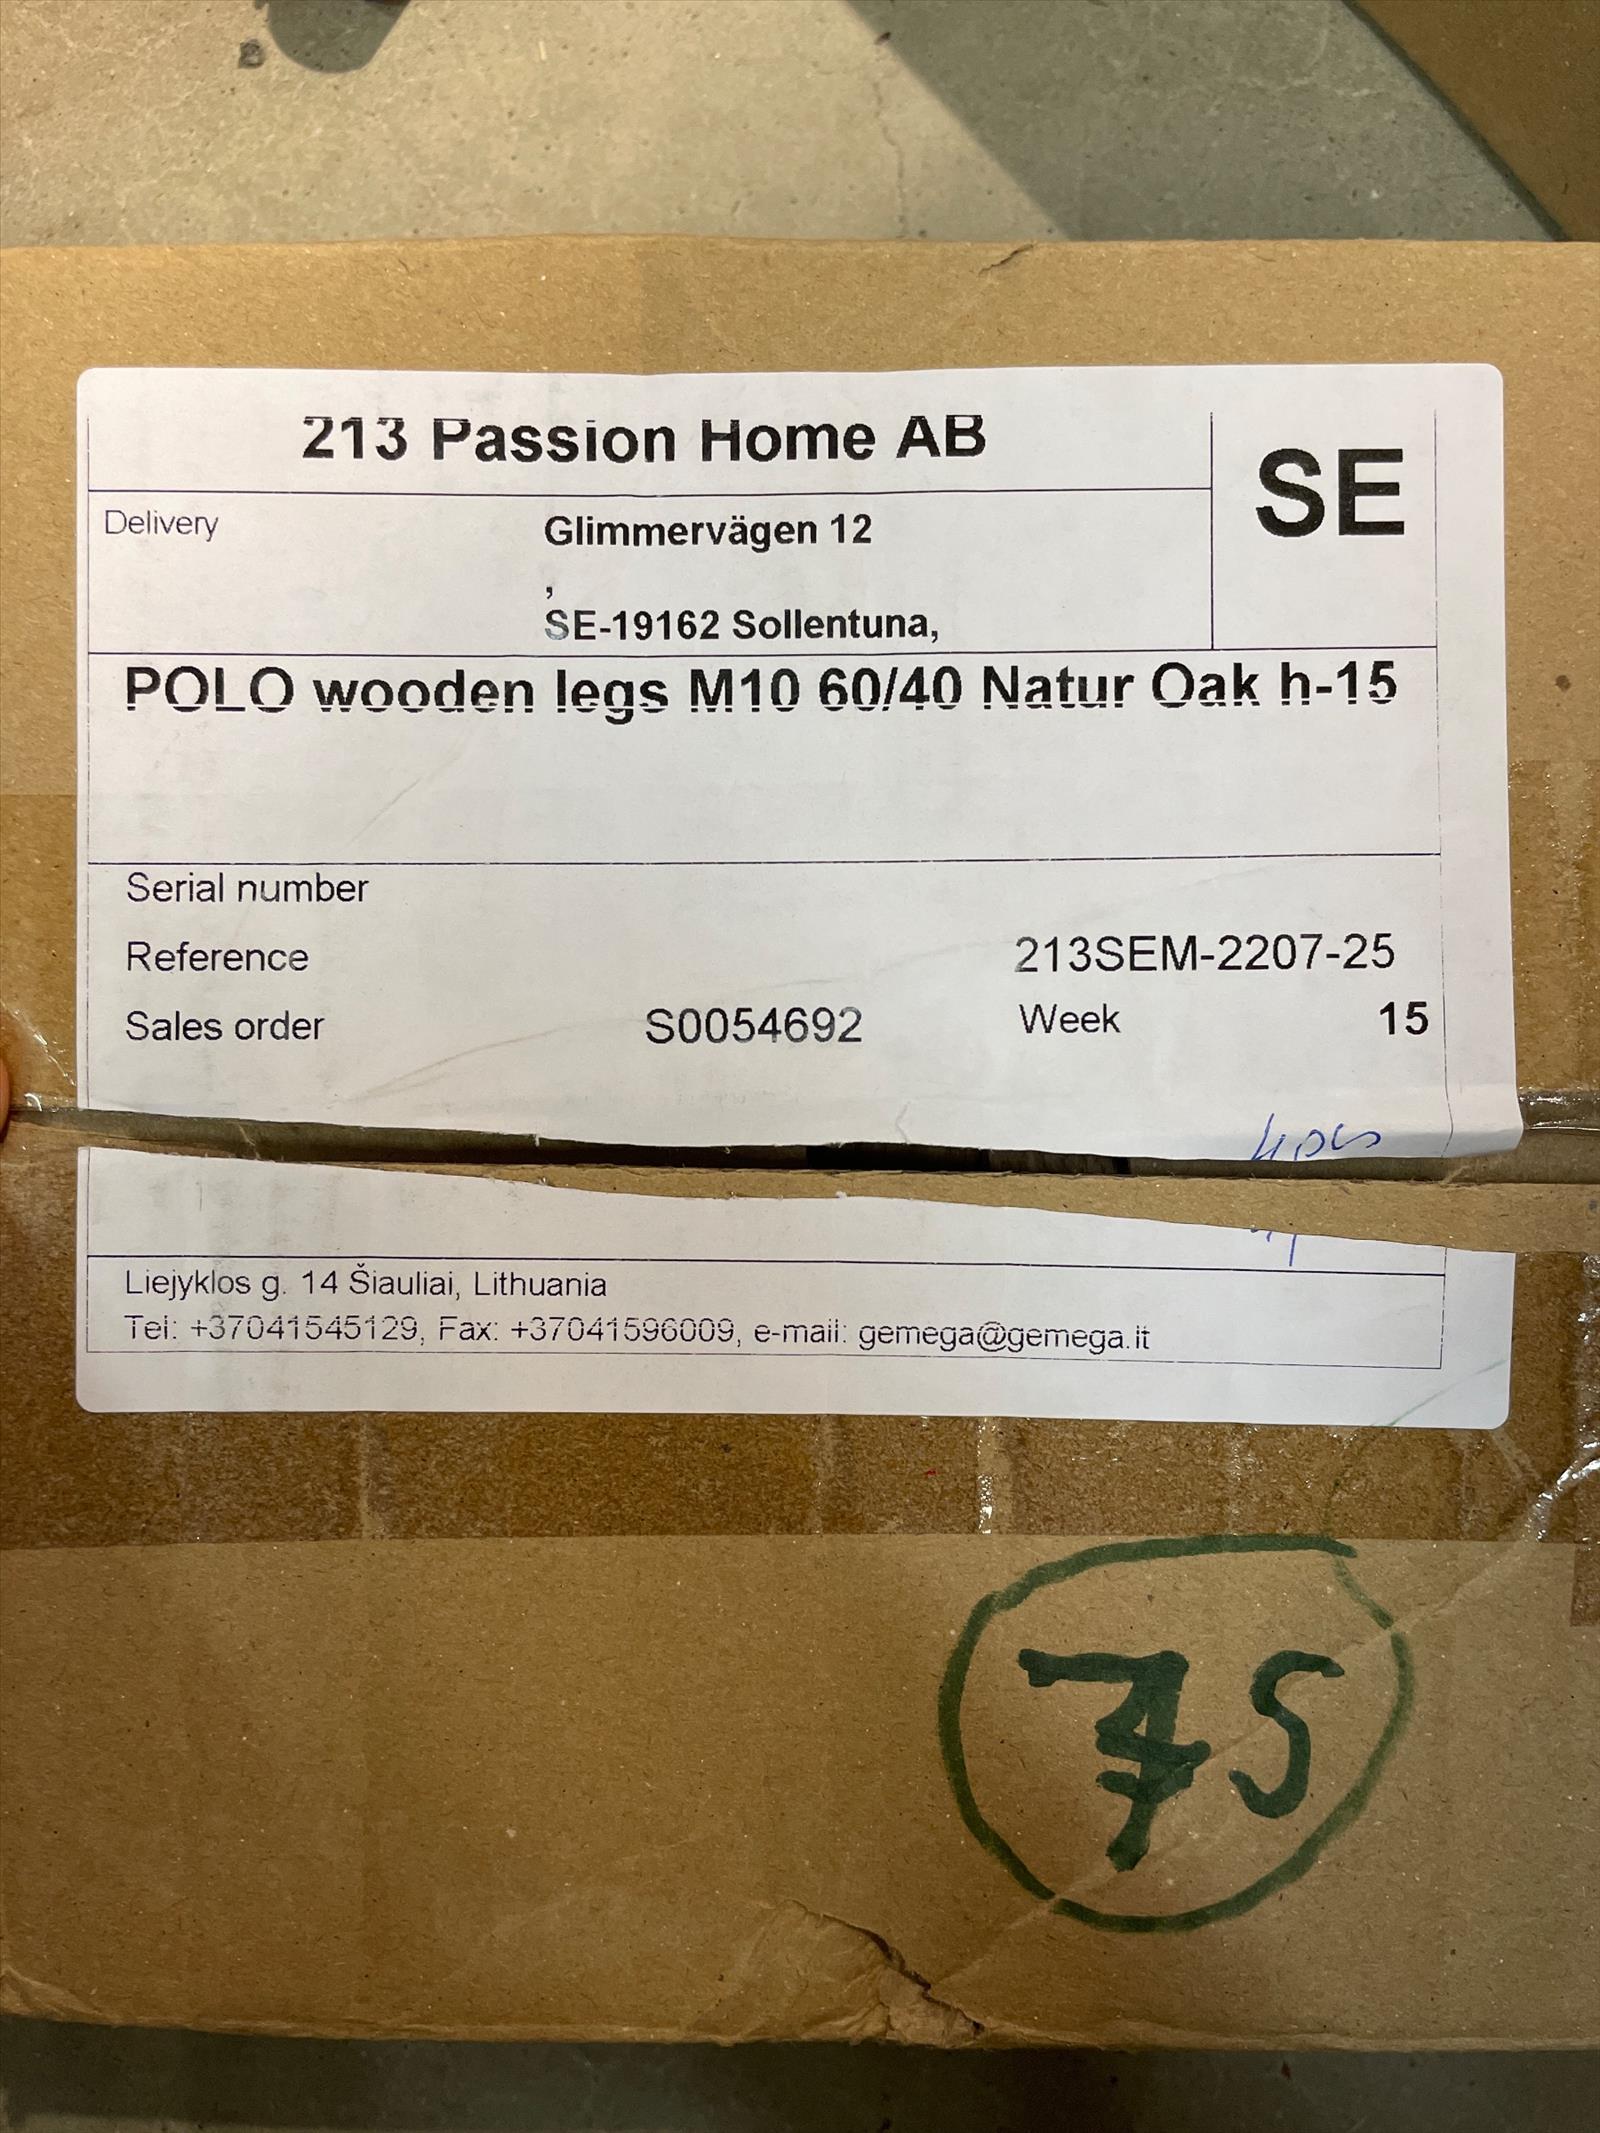 213 Passion Home AB
SE
Delivery Glimmervägen 12
,
SE-19162 Sollentuna,
POLO wooden legs M10 60/40 Natur Oak h-15
Serial number
Reference 213SEM-2207-25
Sales order S0054692 Week 15
4 pcs
Liejyklos g. 14 Šiauliai, Lithuania
Tel: +37041545129, Fax: +37041596009, e-mail: gemega@gemega.lt
75